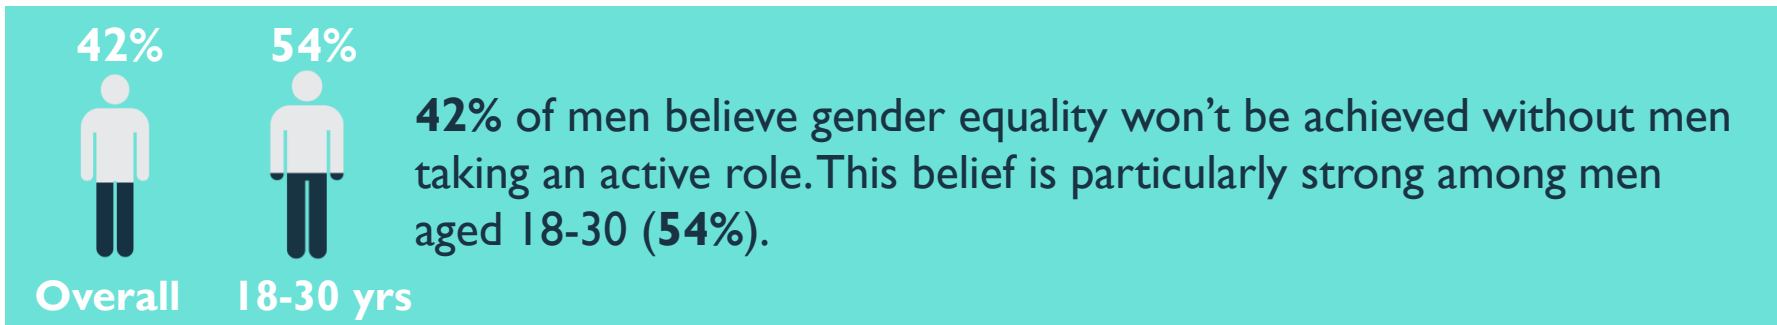 42% 54%
42% of men believe gender equality won’t be achieved without men
taking an active role. This belief is particularly strong among men
aged 18-30 (54%).
Overall 18-30 yrs